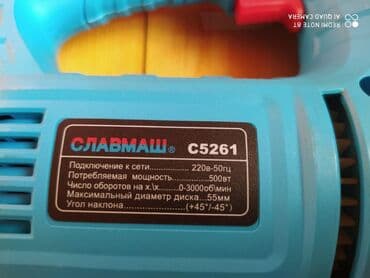 REDMI NOTE 8T
AI QUAD CAMERA
СЛАВМАШ® С5261
Подключение к сети................ 220в-50гц
Потребляемая мощность...........500вт
Число оборотов на х.\х........0-3000об\мин
Максимальный диаметр диска....55мм
Угол наклона...............(+45°/-45°)